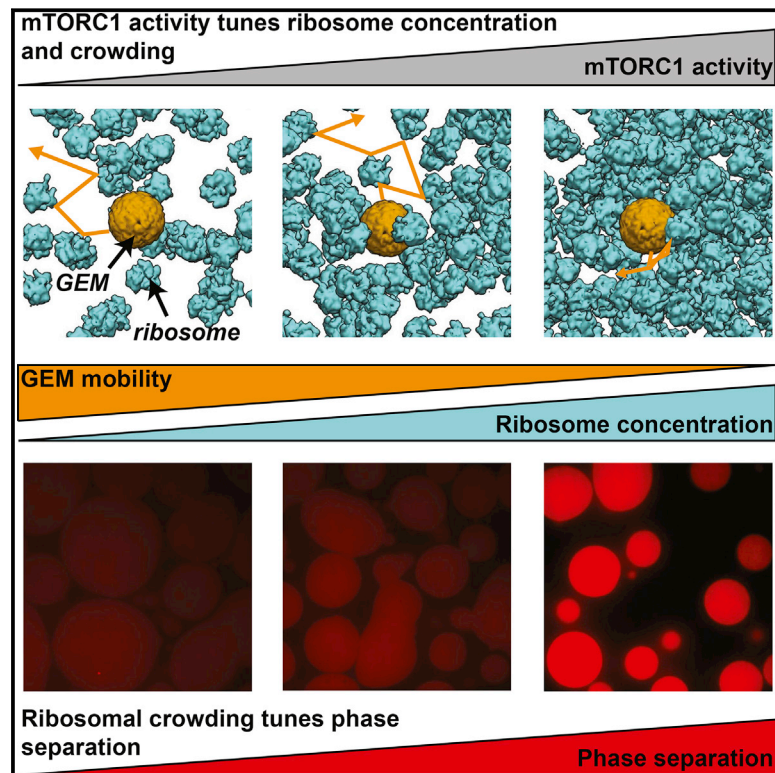 mTORC1 activity tunes ribosome concentration
and crowding
mTORC1 activity
GEM
ribosome
GEM mobility
Ribosome concentration
Ribosomal crowding tunes phase
separation
Phase separation